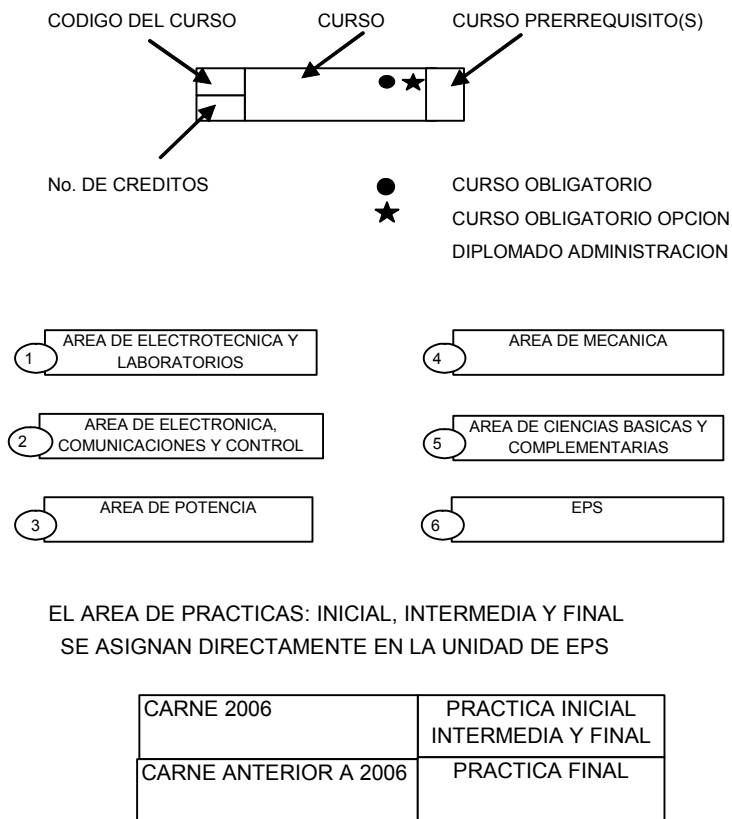 CODIGO DEL CURSO CURSO CURSO PRERREQUISITO(S)
No. DE CREDITOS
CURSO OBLIGATORIO
CURSO OBLIGATORIO OPCION
DIPLOMADO ADMINISTRACION
1 AREA DE ELECTROTECNICA Y
LABORATORIOS
4 AREA DE MECANICA
2 AREA DE ELECTRONICA,
COMUNICACIONES Y CONTROL
5 AREA DE CIENCIAS BASICAS Y
COMPLEMENTARIAS
3 AREA DE POTENCIA
6 EPS
EL AREA DE PRACTICAS: INICIAL, INTERMEDIA Y FINAL
SE ASIGNAN DIRECTAMENTE EN LA UNIDAD DE EPS
CARNE 2006 PRACTICA INICIAL
INTERMEDIA Y FINAL
CARNE ANTERIOR A 2006 PRACTICA FINAL